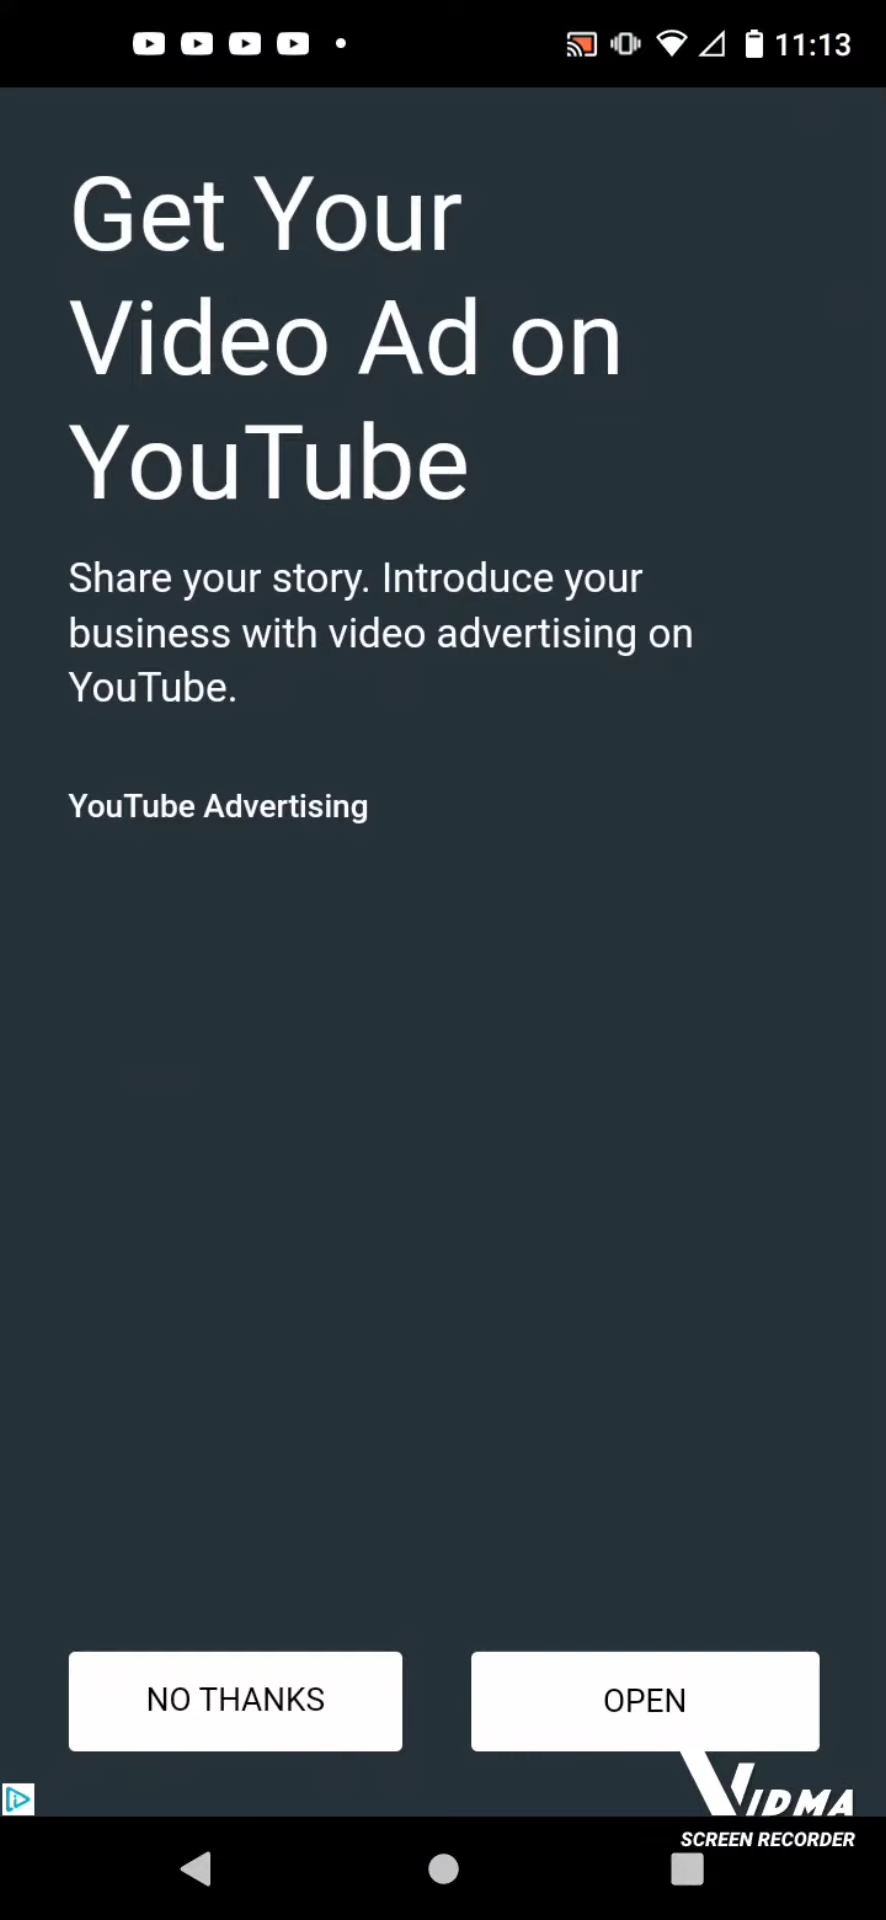 11:13
Get Your
Video Ad on
YouTube
Share your story. Introduce your
business with video advertising on
YouTube.
YouTube Advertising
NO THANKS
OPEN
VIDMA
SCREEN RECORDER